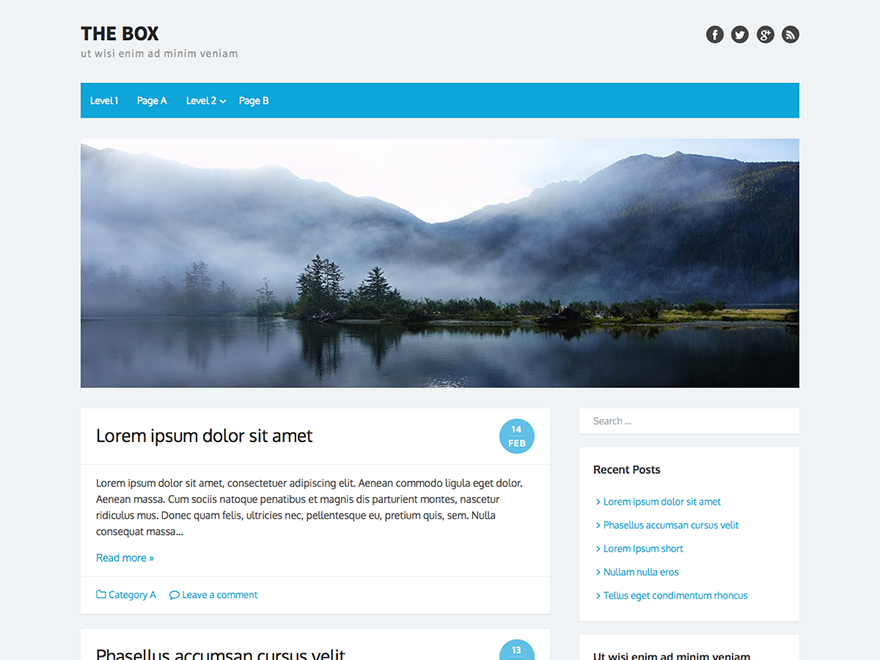 THE BOX
ut wisi enim ad minim veniam
Level 1 Page A Level 2 Page B
Lorem ipsum dolor sit amet
14
FEB
Lorem ipsum dolor sit amet, consectetuer adipiscing elit. Aenean commodo ligula eget dolor.
Aenean massa. Cum sociis natoque penatibus et magnis dis parturient montes, nascetur
ridiculus mus. Donec quam felis, ultricies nec, pellentesque eu, pretium quis, sem. Nulla
consequat massa...
Read more »
Category A Leave a comment
Phasellus accumsan cursus velit
13
Search ...
Recent Posts
Lorem ipsum dolor sit amet
Phasellus accumsan cursus velit
Lorem Ipsum short
Nullam nulla eros
Tellus eget condimentum rhoncus
Ut wisi enim ad minim veniam